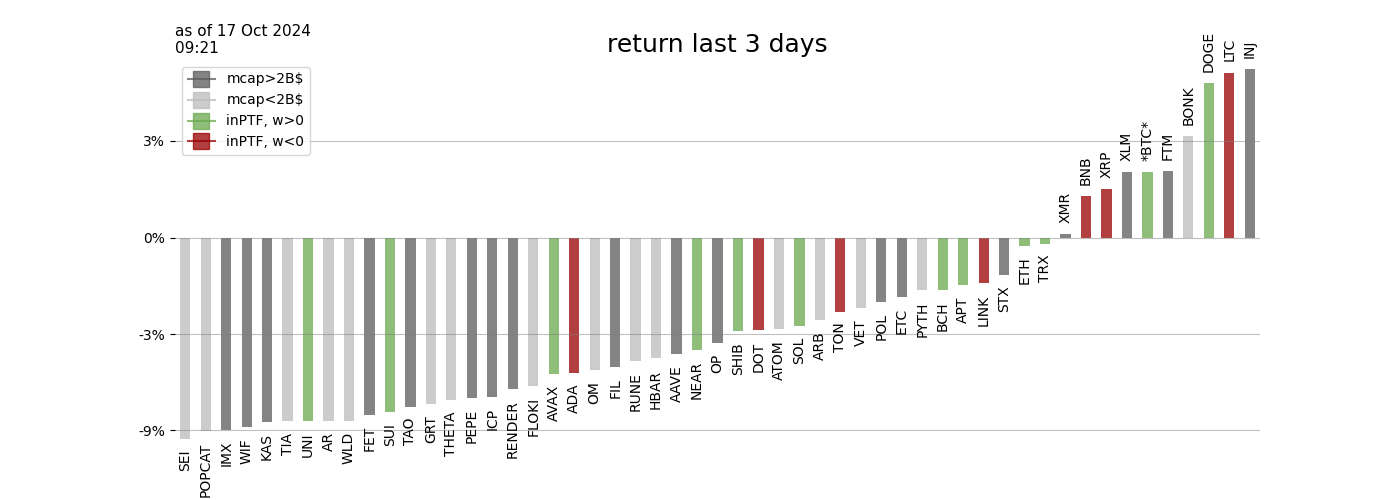 as of 17 Oct 2024
09:21
return last 3 days
mcap>2B$
mcap<2B$
inPTF, w>0
inPTF, w<0
3%
0%
-3%
-9%
SEI
POPCAT
IMX
WIF
KAS
TIA
UNI
AR
WLD
FET
SUI
TAO
GRT
THETA
PEPE
ICP
RENDER
FLOKI
AVAX
ADA
OM
FIL
RUNE
HBAR
AAVE
NEAR
OP
SHIB
DOT
ATOM
SOL
ARB
TON
VET
POL
ETC
PYTH
BCH
APT
LINK
STX
ETH
TRX
XMR
BNB
XRP
XLM
*BTC*
FTM
BONK
DOGE
LTC
INJ